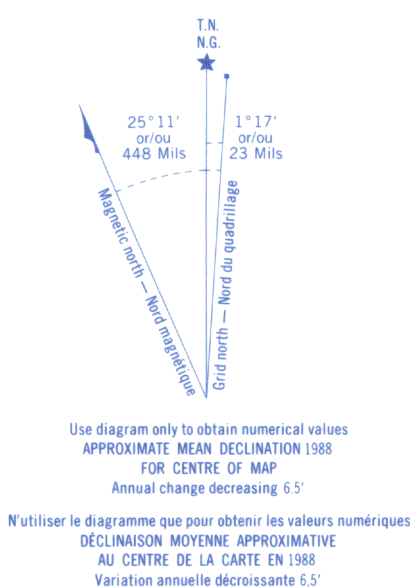 T.N.
N.G.
25°11′
or/ou
448 Mils
1°17′
or/ou
23 Mils
Magnetic north — Nord magnétique
Grid north — Nord du quadrillage
Use diagram only to obtain numerical values
APPROXIMATE MEAN DECLINATION 1988
FOR CENTRE OF MAP
Annual change decreasing 6.5′
N'utiliser le diagramme que pour obtenir les valeurs numériques
DÉCLINAISON MOYENNE APPROXIMATIVE
AU CENTRE DE LA CARTE EN 1988
Variation annuelle décroissante 6,5′